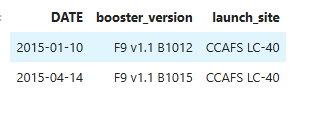 DATE booster_version launch_site
2015-01-10 F9 v1.1 B1012 CCAFS LC-40
2015-04-14 F9 v1.1 B1015 CCAFS LC-40